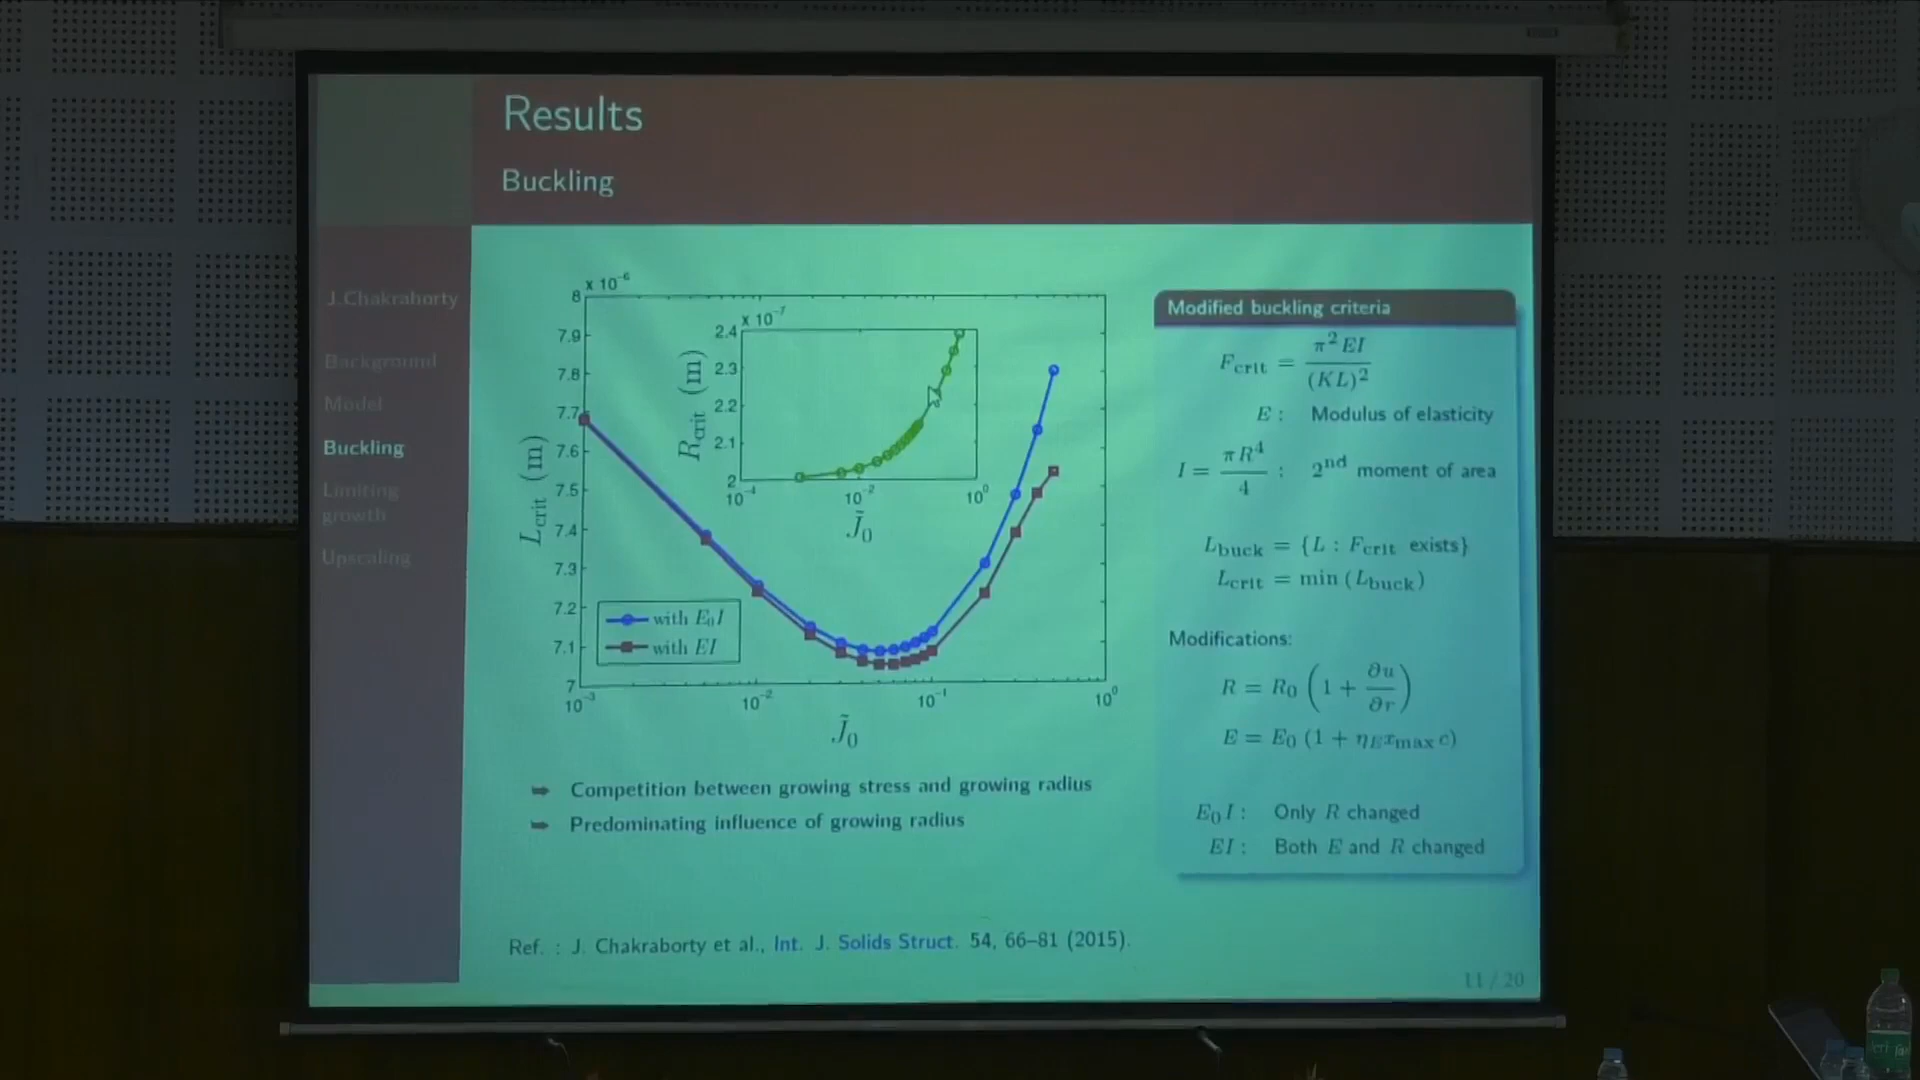 Results
Buckling
J.Chakraborty
Background
Model
Buckling
Limiting
growth
Upscaling
x 10⁻⁶
8
7.9
7.8
7.7
7.6
7.5
7.4
7.3
7.2
7.1
7
L_crit (m)
10⁻³
10⁻²
10⁻¹
10⁰
J̃₀
with E₀I
with EI
x 10⁻⁷
2.4
2.3
2.2
2.1
2
R_crit (m)
10⁻⁴
10⁻²
10⁰
J̃₀
➡ Competition between growing stress and growing radius
➡ Predominating influence of growing radius
Modified buckling criteria
F_crit = π²EI / (KL)²
E : Modulus of elasticity
I = πR⁴ / 4 : 2nd moment of area
L_buck = {L : F_crit exists}
L_crit = min (L_buck)
Modifications:
R = R₀ (1 + ∂u/∂r)
E = E₀ (1 + η_E x_max c)
E₀I : Only R changed
EI : Both E and R changed
Ref. : J. Chakraborty et al., Int. J. Solids Struct. 54, 66–81 (2015).
11 / 20